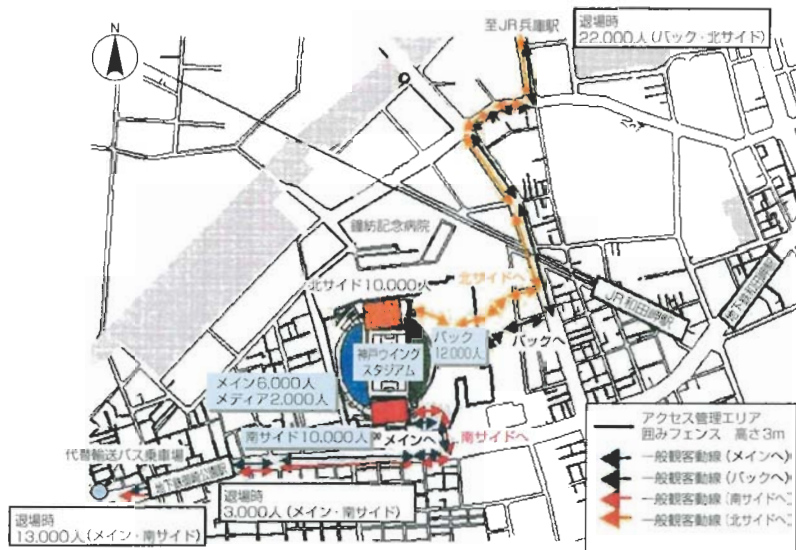 N
至JR兵庫駅
退場時
22,000人(バック・北サイド)
鐘紡記念病院
北サイド10,000人
北サイドへ
JR和田岬駅
地下鉄和田岬駅
バック
12,000人
バックへ
神戸ウイング
スタジアム
メイン6,000人
メディア2,000人
南サイド10,000人
メインへ
南サイドへ
代替輸送バス乗車場
地下鉄御崎公園駅
退場時
3,000人(メイン・南サイド)
退場時
13,000人(メイン・南サイド)
アクセス管理エリア
囲みフェンス 高さ3m
一般観客動線(メインへ)
一般観客動線(バックへ)
一般観客動線(南サイドへ)
一般観客動線(北サイドへ)